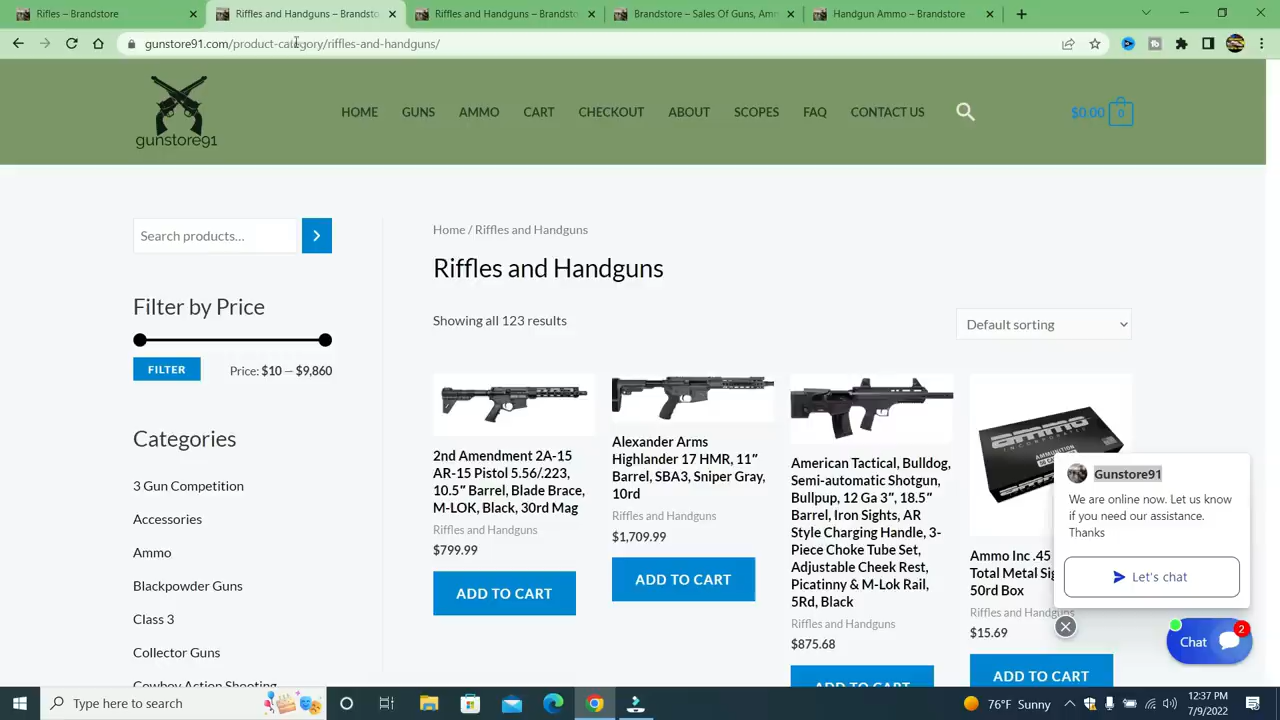 Rifles – Brandstore
Riffles and Handguns – Brandsto
Riffles and Handguns – Brandsto
Brandstore – Sales Of Guns, Amm
Handgun Ammo – Brandstore
gunstore91.com/product-category/riffles-and-handguns/
gunstore91
HOME
GUNS
AMMO
CART
CHECKOUT
ABOUT
SCOPES
FAQ
CONTACT US
$0.00
0
Search products...
Filter by Price
FILTER
Price: $10 — $9,860
Categories
3 Gun Competition
Accessories
Ammo
Blackpowder Guns
Class 3
Collector Guns
Cowboy Action Shooting
Home / Riffles and Handguns
Riffles and Handguns
Showing all 123 results
Default sorting
2nd Amendment 2A-15
AR-15 Pistol 5.56/.223,
10.5″ Barrel, Blade Brace,
M-LOK, Black, 30rd Mag
Riffles and Handguns
$799.99
ADD TO CART
Alexander Arms
Highlander 17 HMR, 11″
Barrel, SBA3, Sniper Gray,
10rd
Riffles and Handguns
$1,709.99
ADD TO CART
American Tactical, Bulldog,
Semi-automatic Shotgun,
Bullpup, 12 Ga 3″, 18.5″
Barrel, Iron Sights, AR
Style Charging Handle, 3-
Piece Choke Tube Set,
Adjustable Cheek Rest,
Picatinny & M-Lok Rail,
5Rd, Black
Riffles and Handguns
$875.68
ADD TO CART
ammo
INCORPORATED
AMMUNITION
Ammo Inc .45
Total Metal Sig
50rd Box
Riffles and Handguns
$15.69
ADD TO CART
Gunstore91
We are online now. Let us know
if you need our assistance.
Thanks
Let's chat
Chat
2
Type here to search
76°F Sunny
12:37 PM
7/9/2022